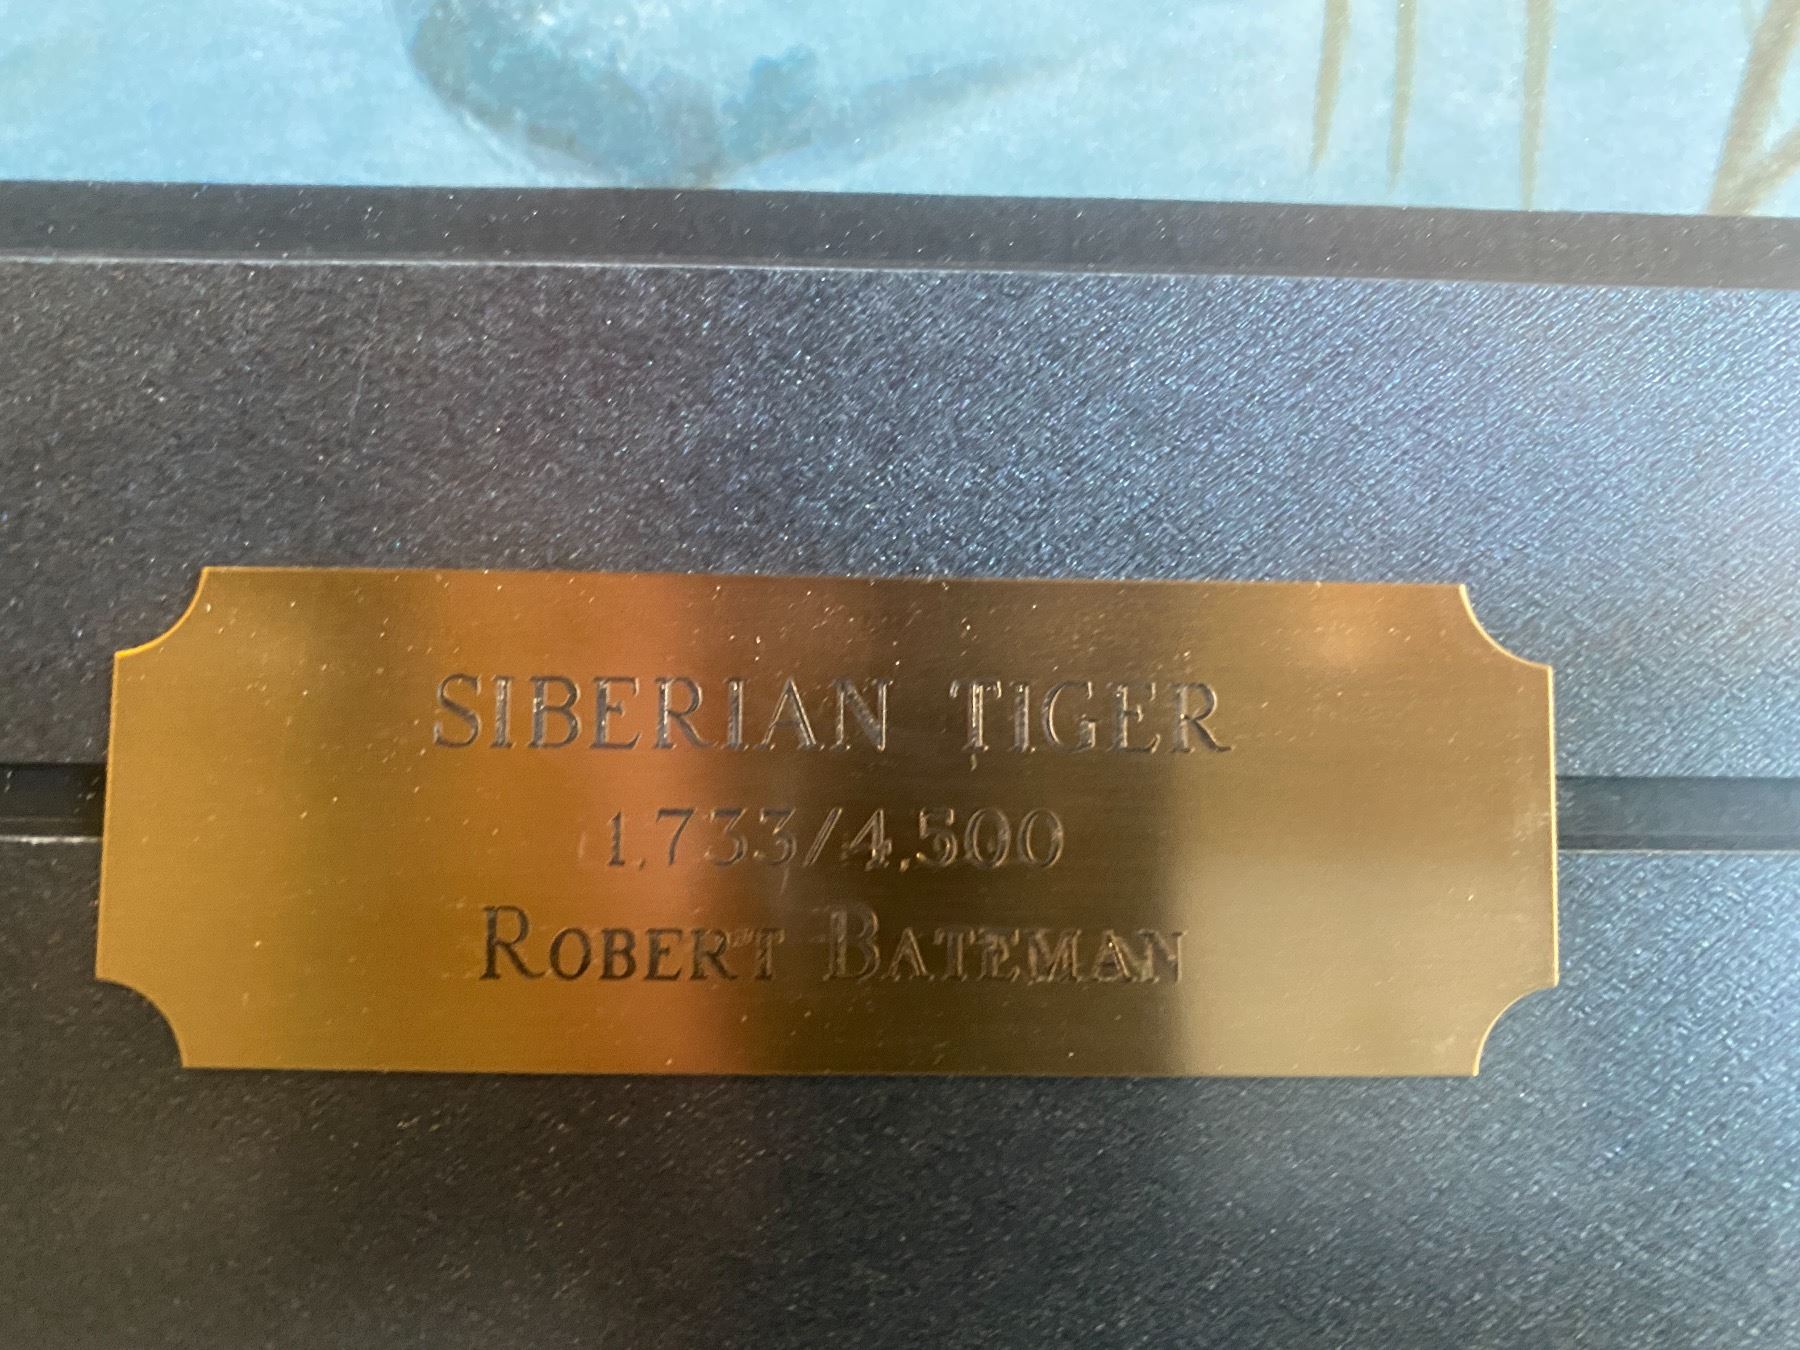 SIBERIAN TIGER
1,733/4,500
ROBERT BATEMAN